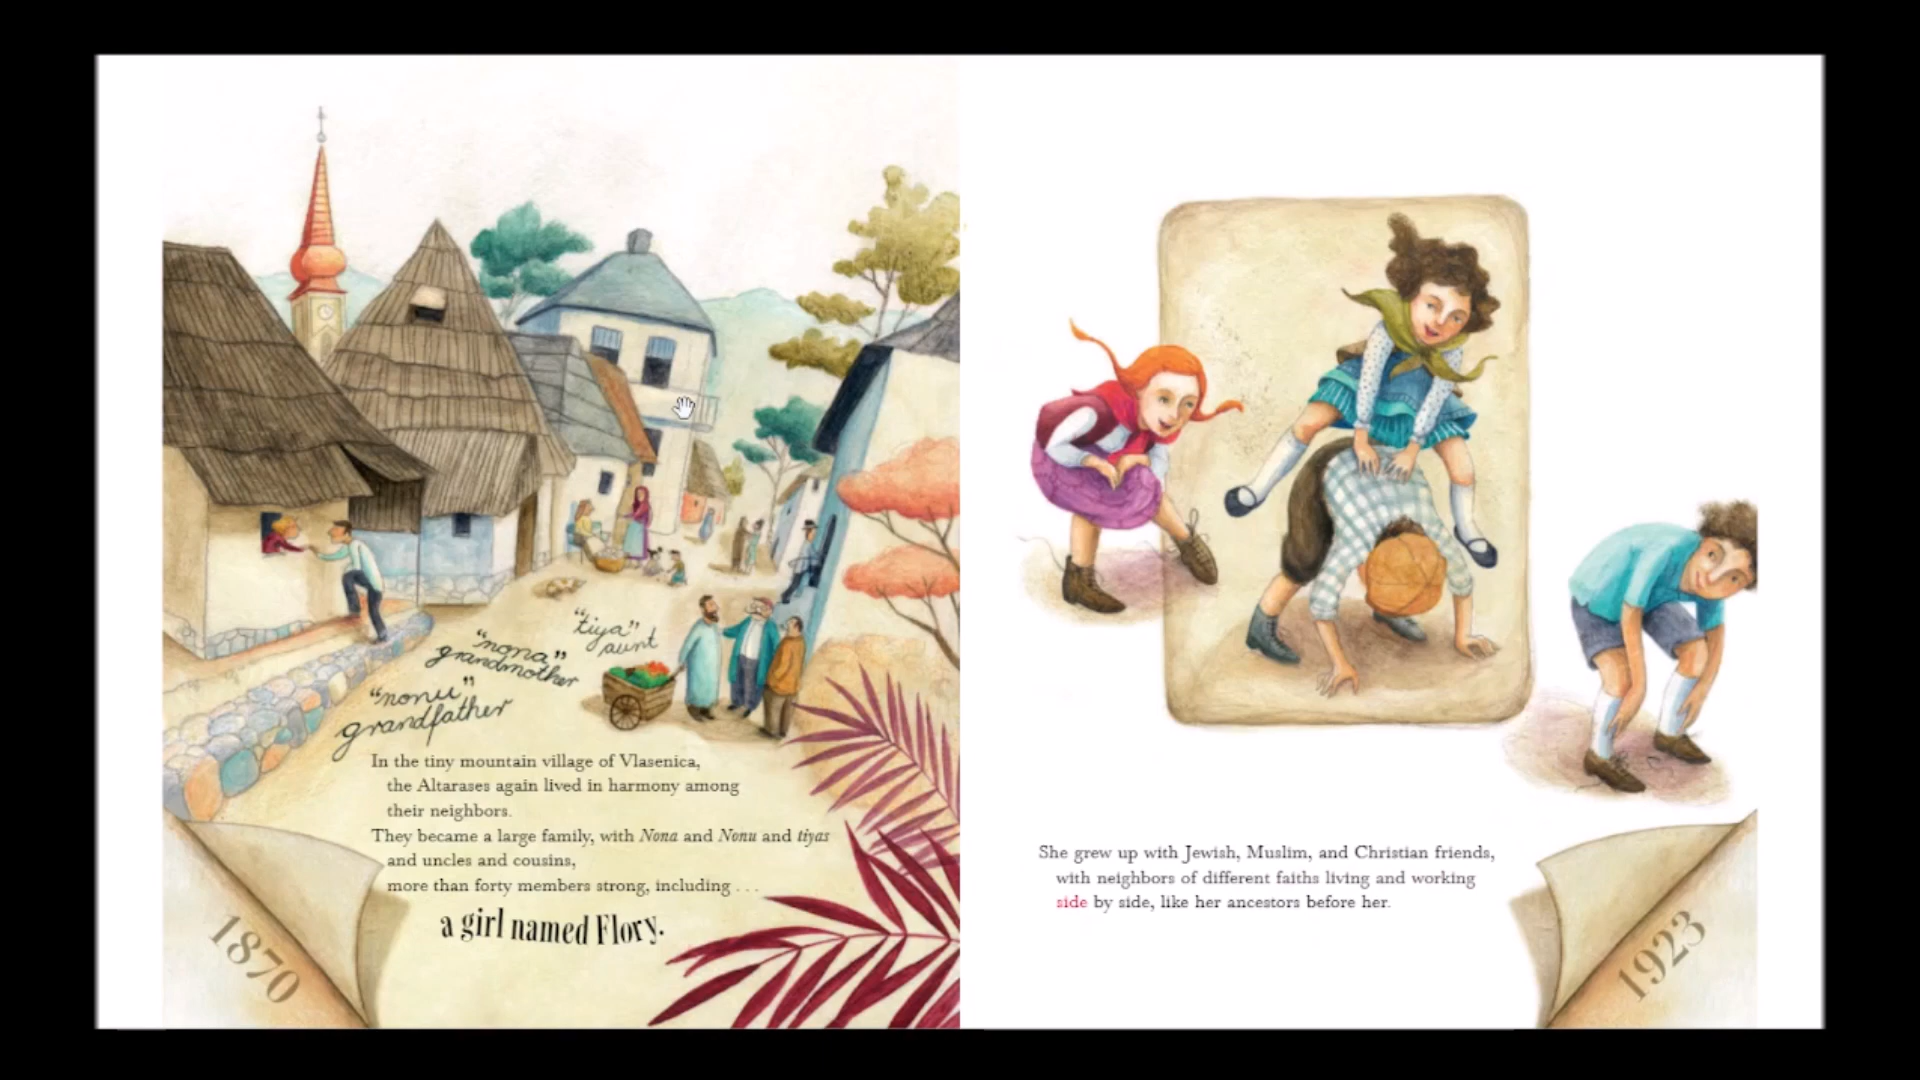 "tiya"
aunt
"nona"
grandmother
"nonu"
grandfather
In the tiny mountain village of Vlasenica,
the Altarases again lived in harmony among
their neighbors.
They became a large family, with Nona and Nonu and tiyas
and uncles and cousins,
more than forty members strong, including . . .
a girl named Flory.
1870
She grew up with Jewish, Muslim, and Christian friends,
with neighbors of different faiths living and working
side by side, like her ancestors before her.
1923